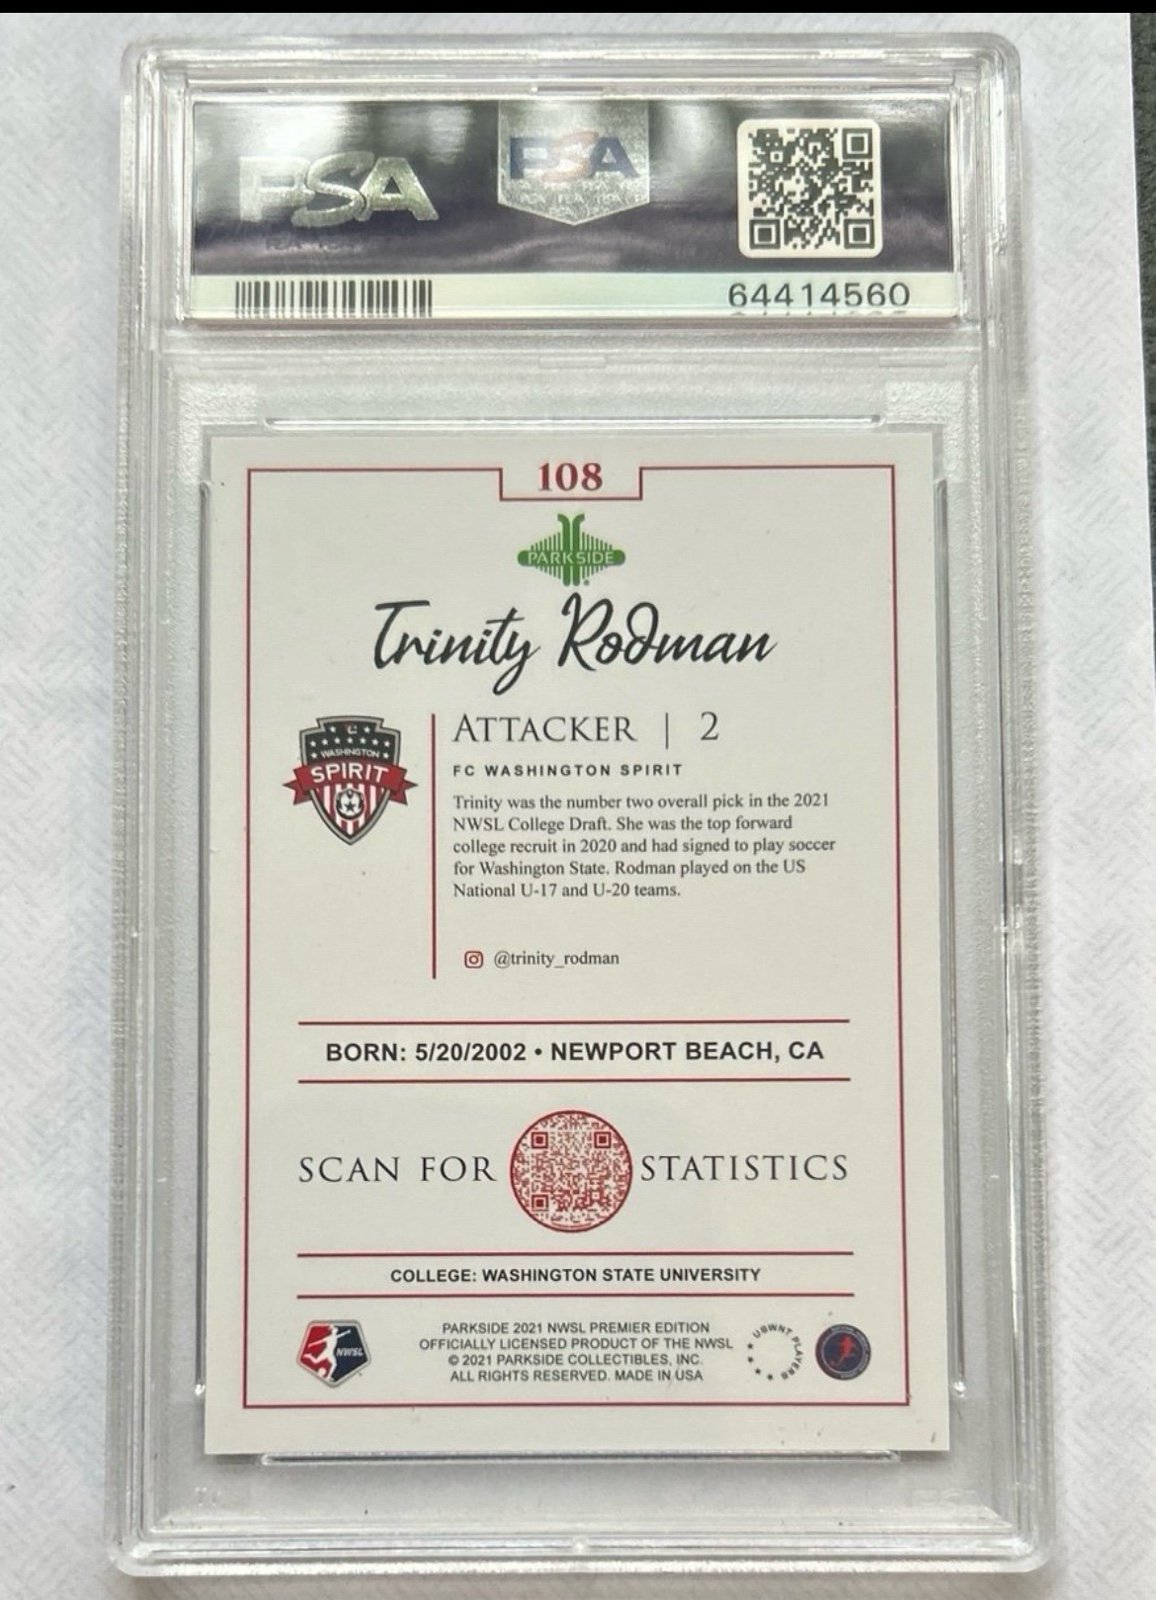 PSA
PSA
64414560
108
PARKSIDE
Trinity Rodman
ATTACKER | 2
FC WASHINGTON SPIRIT
WASHINGTON
SPIRIT
Trinity was the number two overall pick in the 2021
NWSL College Draft. She was the top forward
college recruit in 2020 and had signed to play soccer
for Washington State. Rodman played on the US
National U-17 and U-20 teams.
@trinity_rodman
BORN: 5/20/2002 • NEWPORT BEACH, CA
SCAN FOR STATISTICS
COLLEGE: WASHINGTON STATE UNIVERSITY
NWSL
PARKSIDE 2021 NWSL PREMIER EDITION
OFFICIALLY LICENSED PRODUCT OF THE NWSL
© 2021 PARKSIDE COLLECTIBLES, INC.
ALL RIGHTS RESERVED. MADE IN USA
USWNT PLAYERS